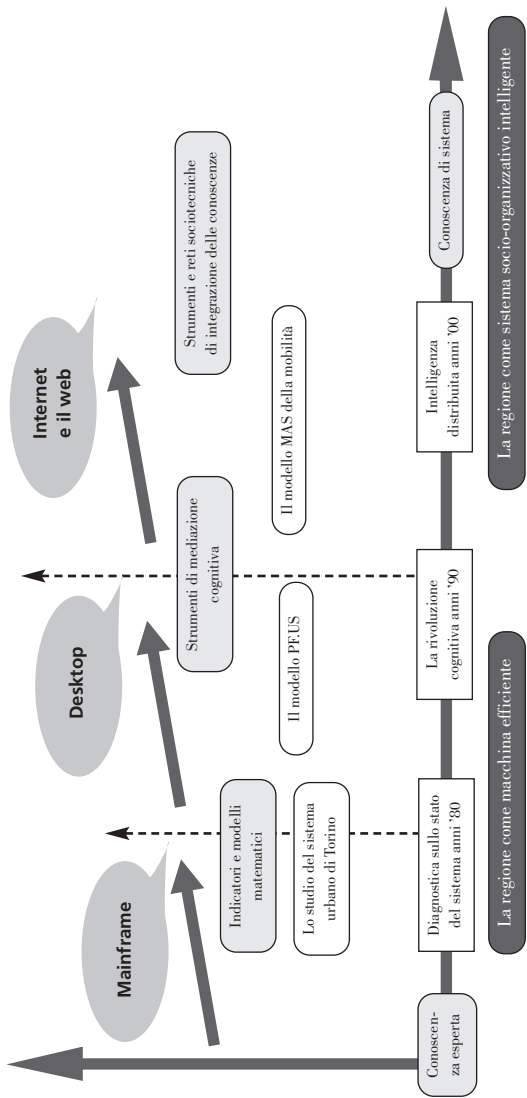 Mainframe
Desktop
Internet
e il web
Indicatori e modelli
matematici
Strumenti di mediazione
cognitiva
Strumenti e reti sociotecniche
di integrazione delle conoscenze
Lo studio del sistema
urbano di Torino
Il modello PF.US
Il modello MAS della mobilità
Conoscen-
za esperta
Diagnostica sullo stato
del sistema anni '80
La rivoluzione
cognitiva anni '90
Intelligenza
distribuita anni '00
Conoscenza di sistema
La regione come macchina efficiente
La regione come sistema socio-organizzativo intelligente